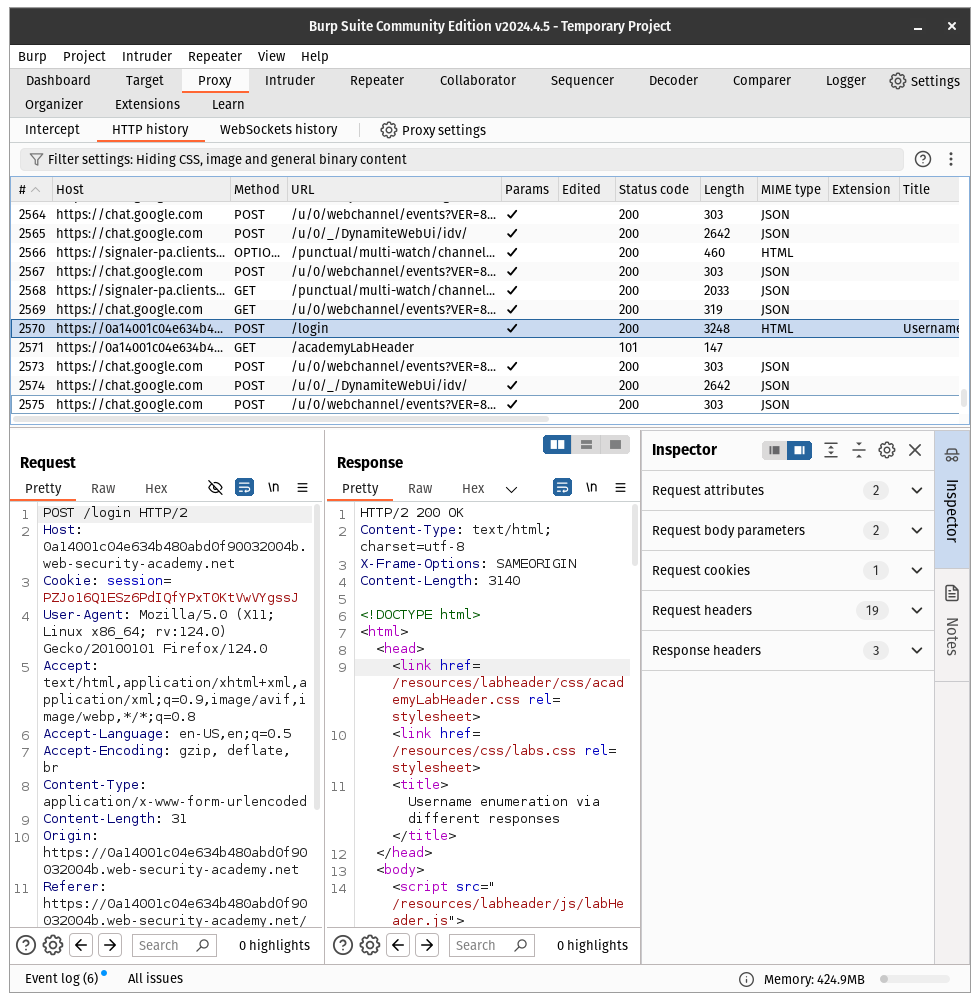 Burp Suite Community Edition v2024.4.5 - Temporary Project
Burp Project Intruder Repeater View Help
Dashboard Target Proxy Intruder Repeater Collaborator Sequencer Decoder Comparer Logger Settings
Organizer Extensions Learn
Intercept HTTP history WebSockets history Proxy settings
Filter settings: Hiding CSS, image and general binary content
# Host Method URL Params Edited Status code Length MIME type Extension Title
2564 https://chat.google.com POST /u/0/webchannel/events?VER=8... ✓ 200 303 JSON
2565 https://chat.google.com POST /u/0/_/DynamiteWebUi/idv/ ✓ 200 2642 JSON
2566 https://signaler-pa.clients... OPTIO... /punctual/multi-watch/channel... ✓ 200 460 HTML
2567 https://chat.google.com POST /u/0/webchannel/events?VER=8... ✓ 200 303 JSON
2568 https://signaler-pa.clients... GET /punctual/multi-watch/channel... ✓ 200 2033 JSON
2569 https://chat.google.com GET /u/0/webchannel/events?VER=8... ✓ 200 319 JSON
2570 https://0a14001c04e634b4... POST /login ✓ 200 3248 HTML Username
2571 https://0a14001c04e634b4... GET /academyLabHeader 101 147
2573 https://chat.google.com POST /u/0/webchannel/events?VER=8... ✓ 200 303 JSON
2574 https://chat.google.com POST /u/0/_/DynamiteWebUi/idv/ ✓ 200 2642 JSON
2575 https://chat.google.com POST /u/0/webchannel/events?VER=8... ✓ 200 303 JSON
Request
Pretty Raw Hex \n
1 POST /login HTTP/2
2 Host:
0a14001c04e634b480abd0f90032004b.
web-security-academy.net
3 Cookie: session=
PZJol6QlESz6PdIQfYPxTOKtVwVYgssJ
4 User-Agent: Mozilla/5.0 (X11;
Linux x86_64; rv:124.0)
Gecko/20100101 Firefox/124.0
5 Accept:
text/html,application/xhtml+xml,a
pplication/xml;q=0.9,image/avif,i
mage/webp,*/*;q=0.8
6 Accept-Language: en-US,en;q=0.5
7 Accept-Encoding: gzip, deflate,
br
8 Content-Type:
application/x-www-form-urlencoded
9 Content-Length: 31
10 Origin:
https://0a14001c04e634b480abd0f90
032004b.web-security-academy.net
11 Referer:
https://0a14001c04e634b480abd0f90
032004b.web-security-academy.net/
Search 0 highlights
Response
Pretty Raw Hex \n
1 HTTP/2 200 OK
2 Content-Type: text/html;
charset=utf-8
3 X-Frame-Options: SAMEORIGIN
4 Content-Length: 3140
5
6 <!DOCTYPE html>
7 <html>
8 <head>
9 <link href=
/resources/labheader/css/acad
emyLabHeader.css rel=
stylesheet>
10 <link href=
/resources/css/labs.css rel=
stylesheet>
11 <title>
Username enumeration via
different responses
</title>
12 </head>
13 <body>
14 <script src="
/resources/labheader/js/labHe
ader.js">
Search 0 highlights
Inspector
Request attributes 2
Request body parameters 2
Request cookies 1
Request headers 19
Response headers 3
Inspector
Notes
Event log (6) All issues Memory: 424.9MB